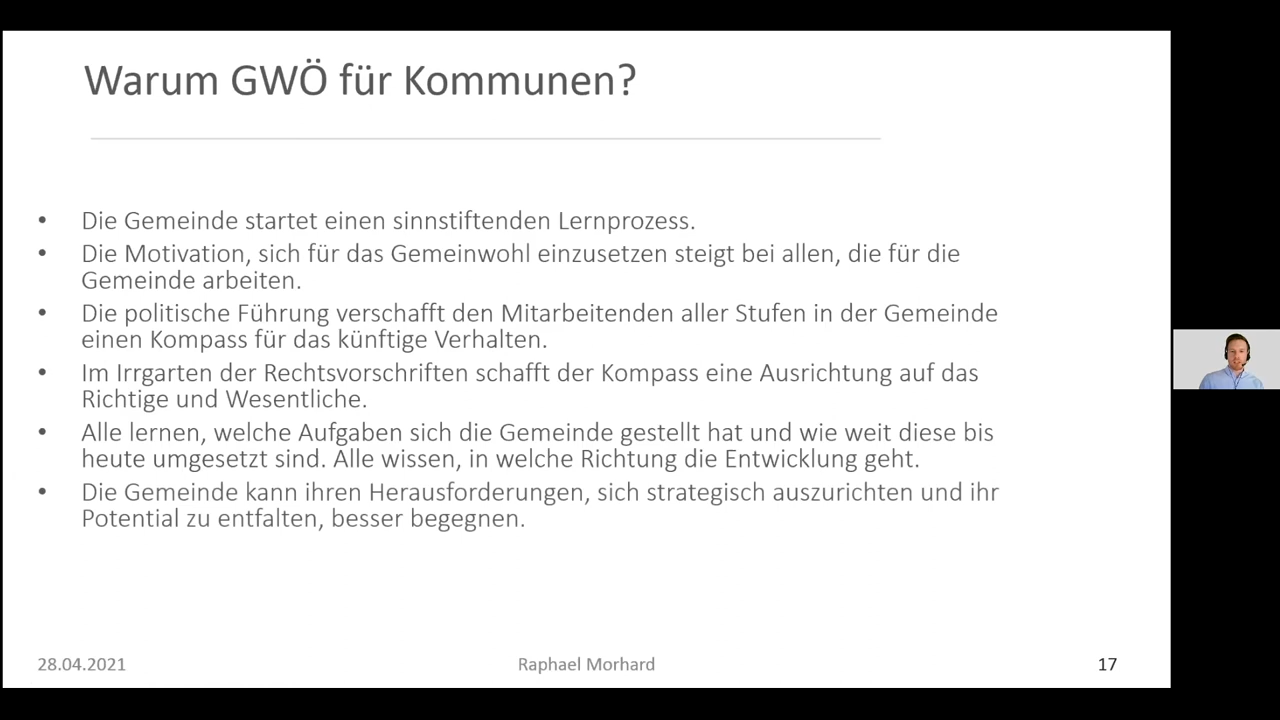 Warum GWÖ für Kommunen?
• Die Gemeinde startet einen sinnstiftenden Lernprozess.
• Die Motivation, sich für das Gemeinwohl einzusetzen steigt bei allen, die für die
Gemeinde arbeiten.
• Die politische Führung verschafft den Mitarbeitenden aller Stufen in der Gemeinde
einen Kompass für das künftige Verhalten.
• Im Irrgarten der Rechtsvorschriften schafft der Kompass eine Ausrichtung auf das
Richtige und Wesentliche.
• Alle lernen, welche Aufgaben sich die Gemeinde gestellt hat und wie weit diese bis
heute umgesetzt sind. Alle wissen, in welche Richtung die Entwicklung geht.
• Die Gemeinde kann ihren Herausforderungen, sich strategisch auszurichten und ihr
Potential zu entfalten, besser begegnen.
28.04.2021
Raphael Morhard
17